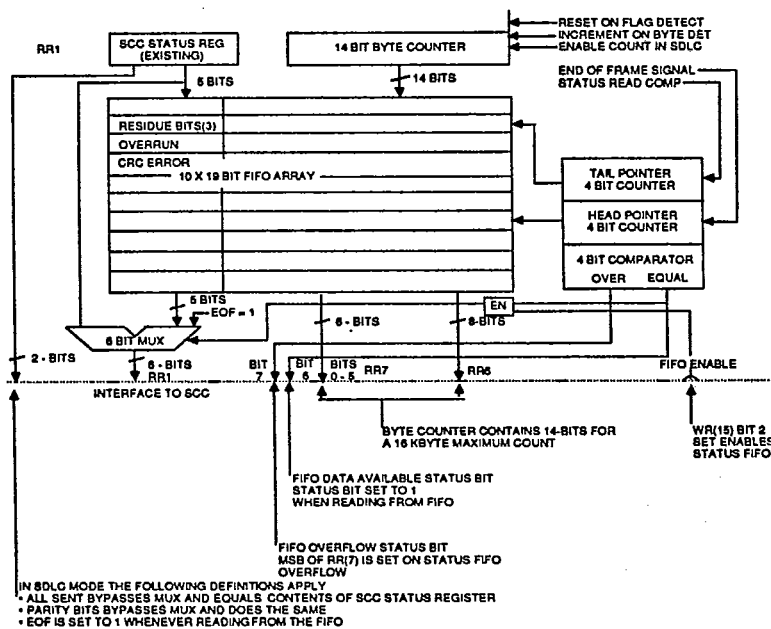 RR1
SCC STATUS REG
(EXISTING)
14 BIT BYTE COUNTER
RESET ON FLAG DETECT
INCREMENT ON BYTE DET
ENABLE COUNT IN SDLC
5 BITS
14 BITS
END OF FRAME SIGNAL
STATUS READ COMP
RESIDUE BITS(3)
OVERRUN
CRC ERROR
10 X 19 BIT FIFO ARRAY
TAIL POINTER
4 BIT COUNTER
HEAD POINTER
4 BIT COUNTER
4 BIT COMPARATOR
OVER EQUAL
5 BITS
EOF = 1
6 - BITS
8-BITS
EN
6 BIT MUX
2 - BITS
6 - BITS
RR1
BIT
7
BIT
6
BITS
0 - 5
RR7
RR6
FIFO ENABLE
INTERFACE TO SCC
BYTE COUNTER CONTAINS 14-BITS FOR
A 16 KBYTE MAXIMUM COUNT
WR(15) BIT 2
SET ENABLES
STATUS FIFO
FIFO DATA AVAILABLE STATUS BIT
STATUS BIT SET TO 1
WHEN READING FROM FIFO
FIFO OVERFLOW STATUS BIT
MSB OF RR(7) IS SET ON STATUS FIFO
OVERFLOW
IN SDLC MODE THE FOLLOWING DEFINITIONS APPLY
• ALL SENT BYPASSES MUX AND EQUALS CONTENTS OF SCC STATUS REGISTER
• PARITY BITS BYPASSES MUX AND DOES THE SAME
• EOF IS SET TO 1 WHENEVER READING FROM THE FIFO